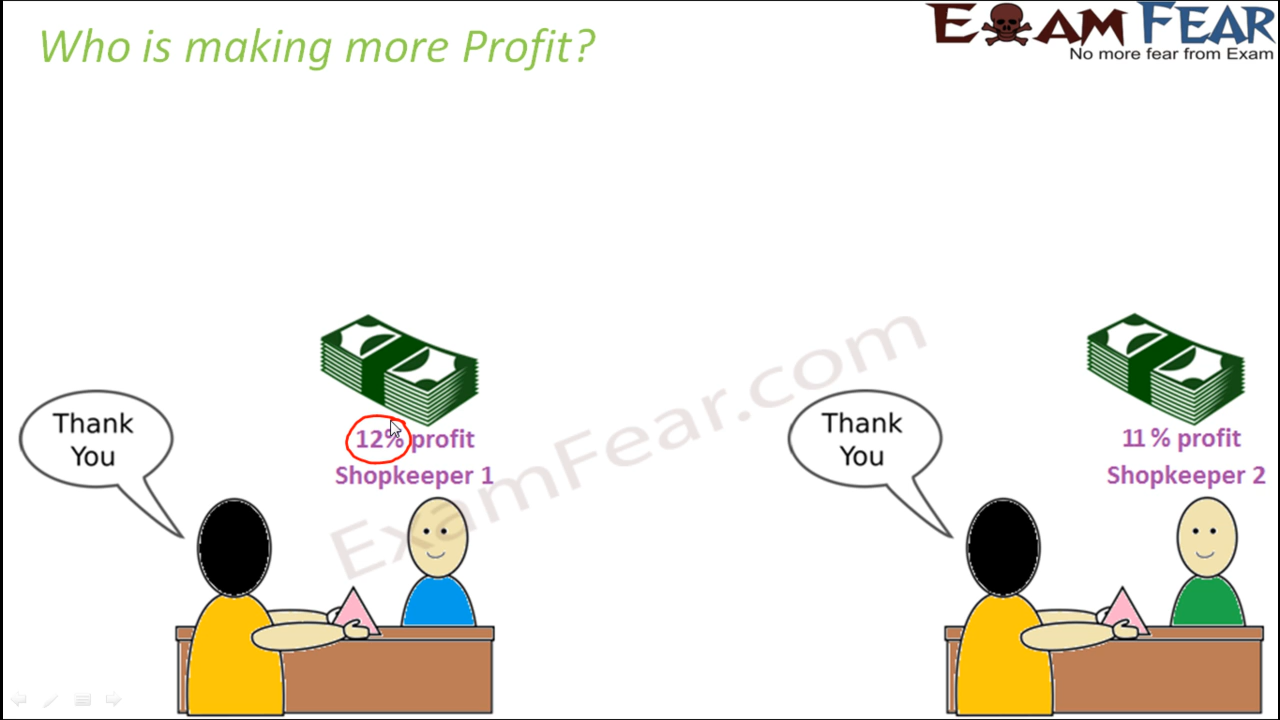 Who is making more Profit?
EXAM FEAR
No more fear from Exam
Thank
You
12% profit
Shopkeeper 1
Thank
You
11 % profit
Shopkeeper 2
ExamFear.com